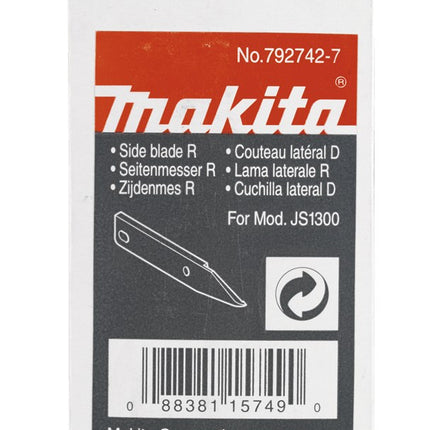 No.792742-7
makita®
• Side blade R • Couteau latéral D
• Seitenmesser R • Lama laterale R
• Zijdenmes R • Cuchilla lateral D
For Mod. JS1300
0 88381 15749 0